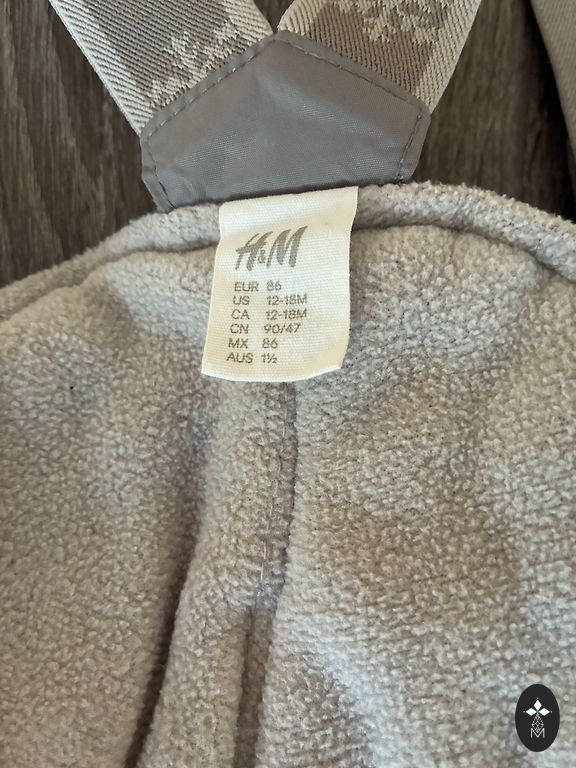 H&M
EUR 86
US 12-18M
CA 12-18M
CN 90/47
MX 86
AUS 1½
M